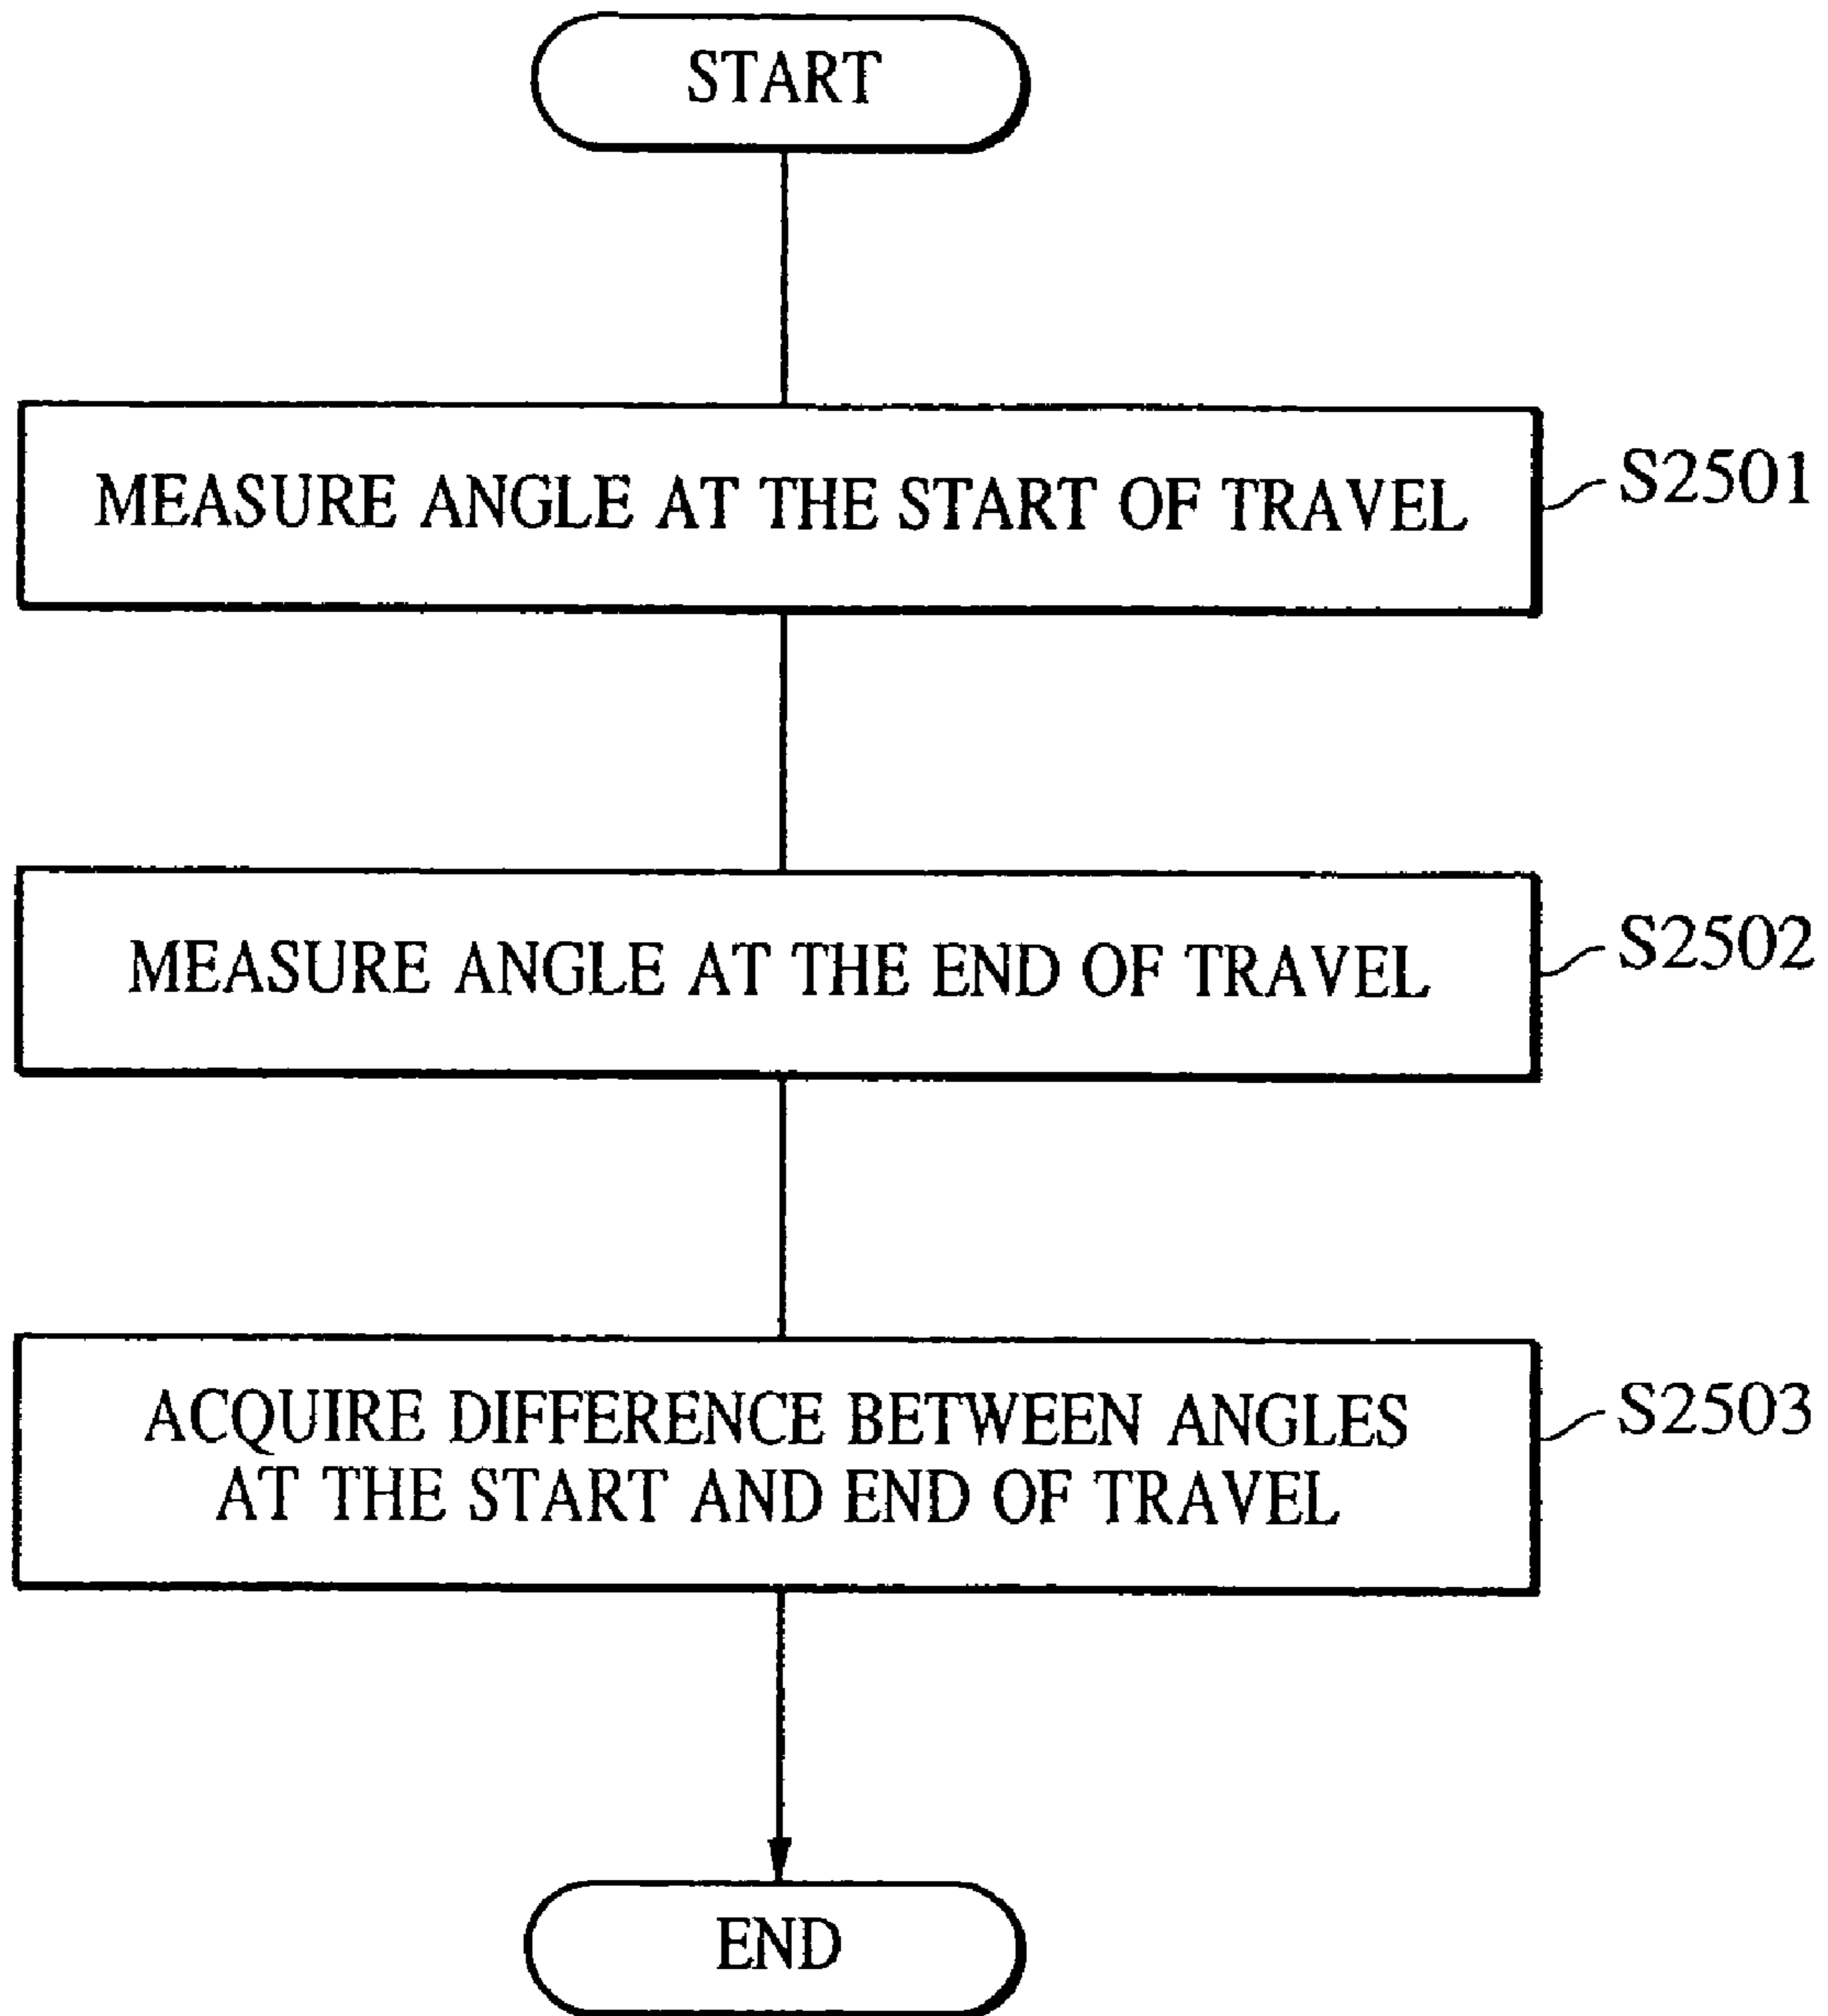 START
MEASURE ANGLE AT THE START OF TRAVEL
S2501
MEASURE ANGLE AT THE END OF TRAVEL
S2502
ACQUIRE DIFFERENCE BETWEEN ANGLES
AT THE START AND END OF TRAVEL
S2503
END